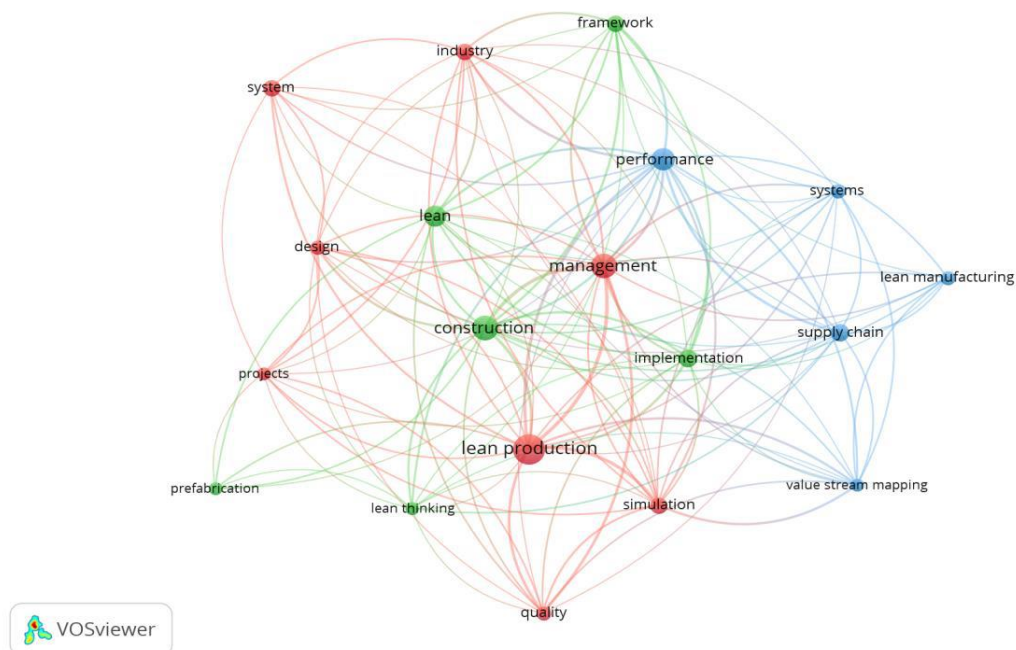 framework
industry
system
performance
systems
lean
design
management
lean manufacturing
construction
supply chain
implementation
projects
lean production
prefabrication
value stream mapping
lean thinking
simulation
quality
VOSviewer